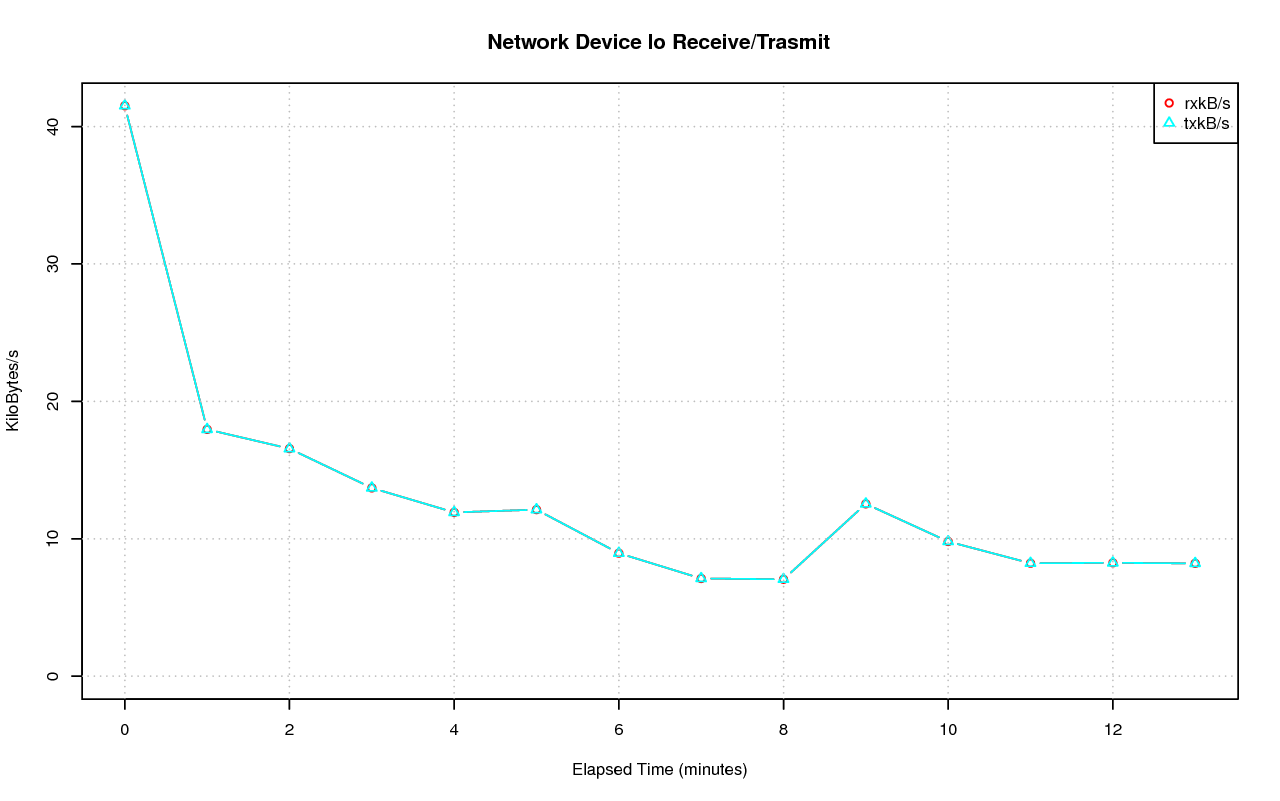 Network Device lo Receive/Trasmit
rxkB/s
txkB/s
KiloBytes/s
40
30
20
10
0
0 2 4 6 8 10 12
Elapsed Time (minutes)